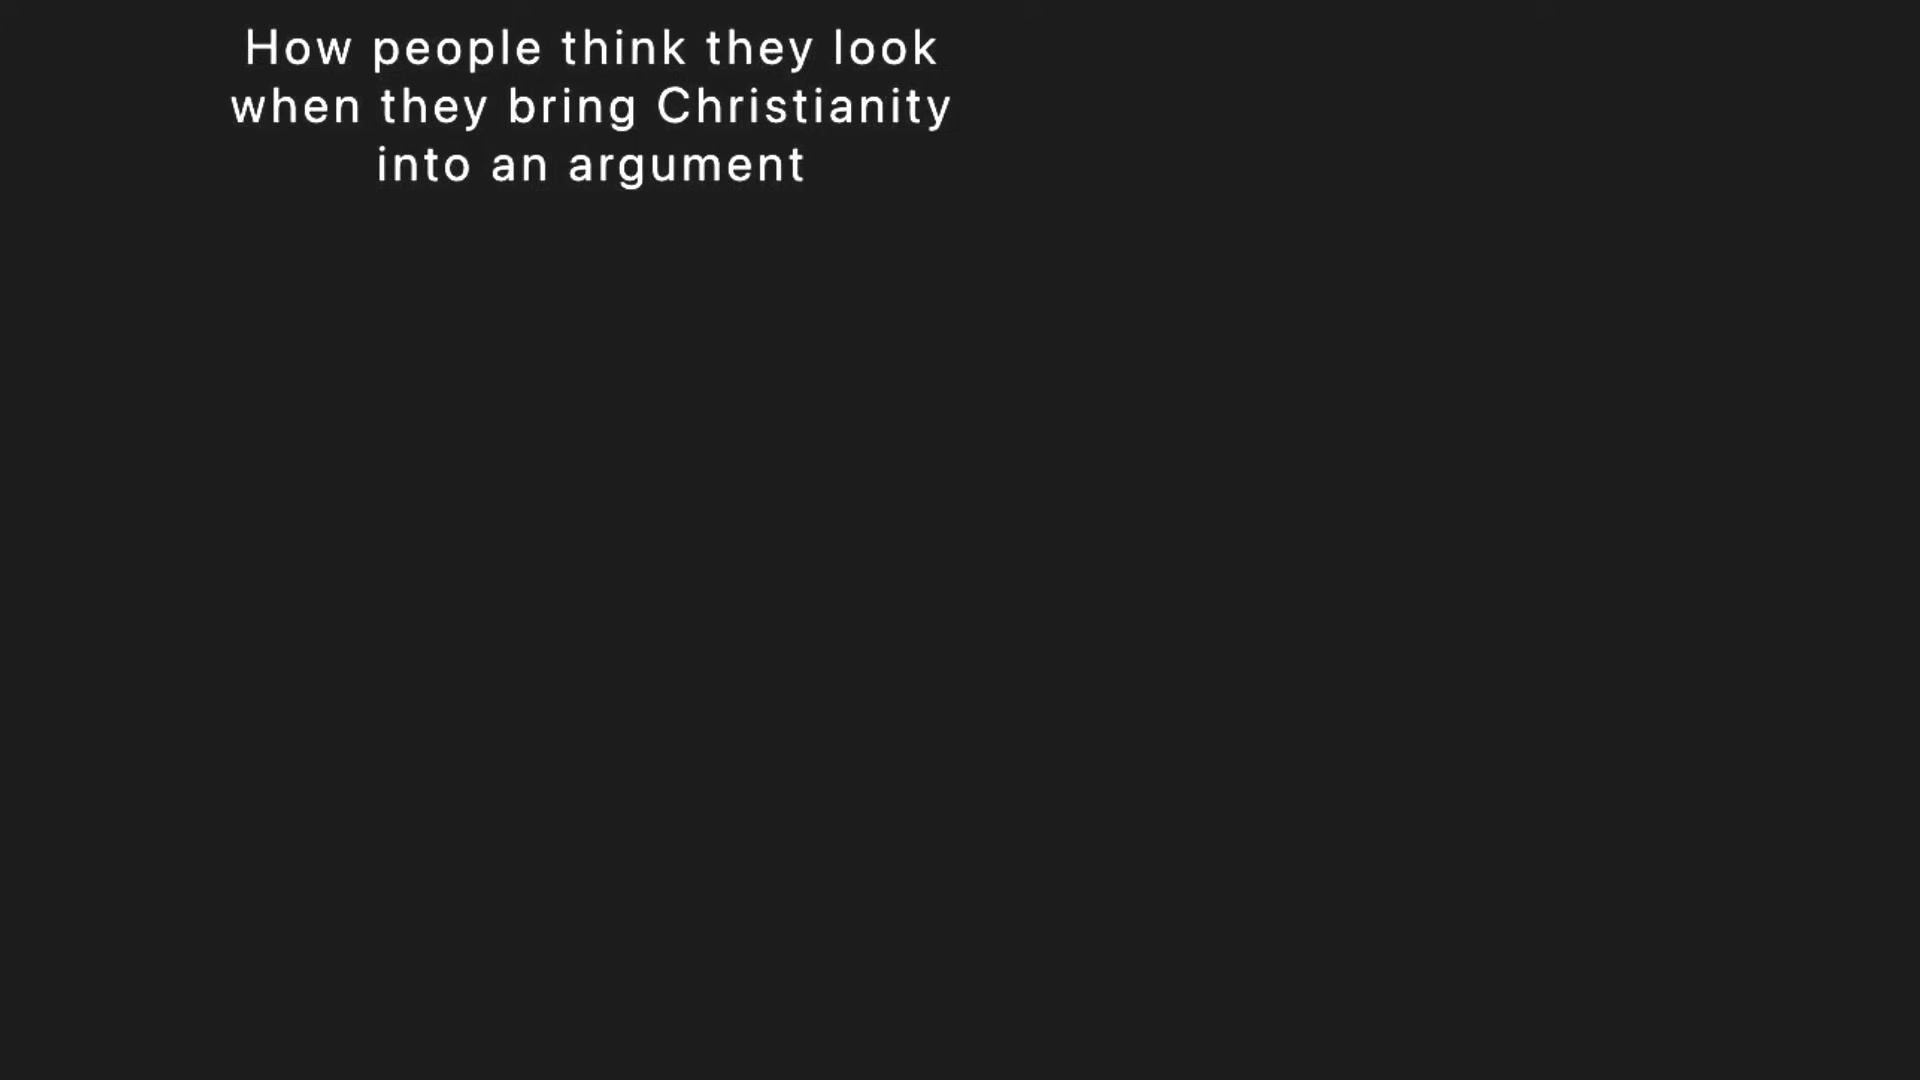 How people think they look
when they bring Christianity
into an argument